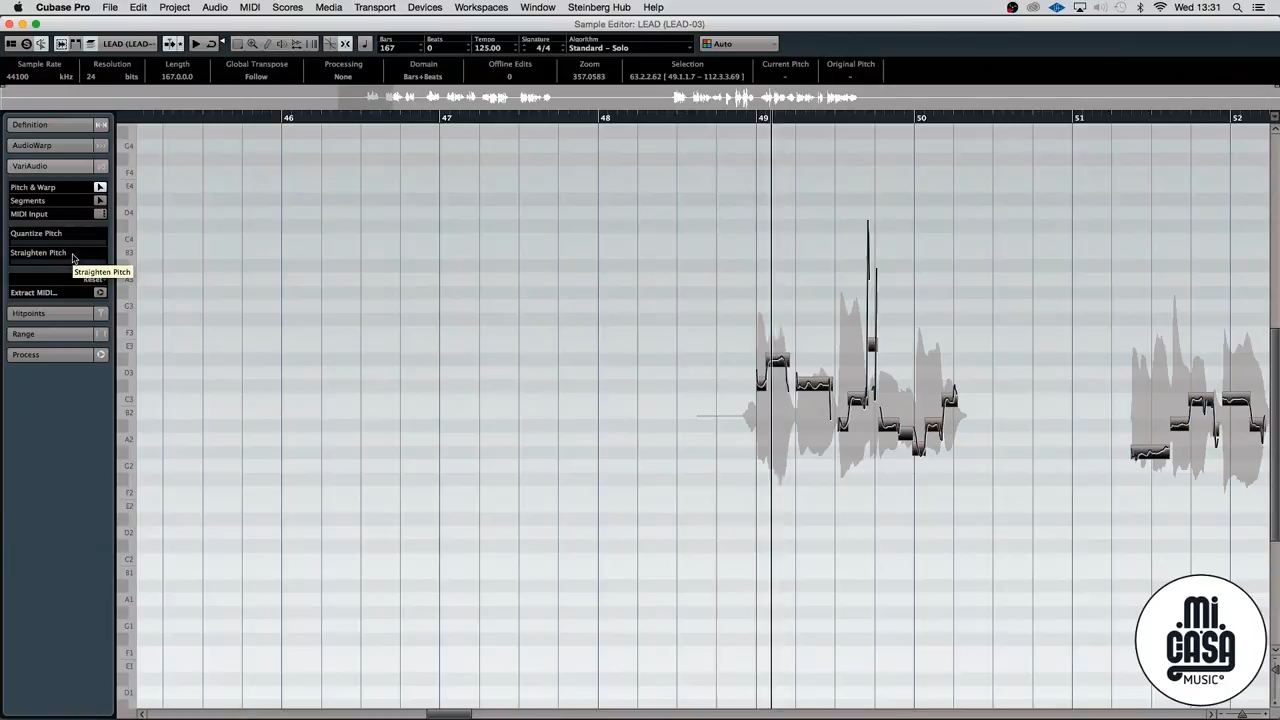 Cubase Pro File Edit Project Audio MIDI Scores Media Transport Devices Workspaces Window Steinberg Hub Help Wed 13:31
Sample Editor: LEAD (LEAD-03)
LEAD (LEAD-- Bars 167 Beats 0 Tempo 125.00 Signature 4/4 Algorithm Standard - Solo Auto
Sample Rate Resolution Length Global Transpose Processing Domain Offline Edits Zoom Selection Current Pitch Original Pitch
44100 kHz 24 bits 167.0.0.0 Follow None Bars+Beats 0 357.0583 63.2.2.62 [ 49.1.1.7 - 112.3.3.69 ] - -
46 47 48 49 50 51 52
Definition
AudioWarp
VariAudio
Pitch & Warp
Segments
MIDI Input
Quantize Pitch
Straighten Pitch
Straighten Pitch
Reset
Extract MIDI...
Hitpoints
Range
Process
G4
F4
E4
D4
C4
B3
A3
G3
F3
E3
D3
C3
B2
A2
G2
F2
E2
D2
C2
B1
A1
G1
F1
E1
D1
.mi.
CASA
MUSIC